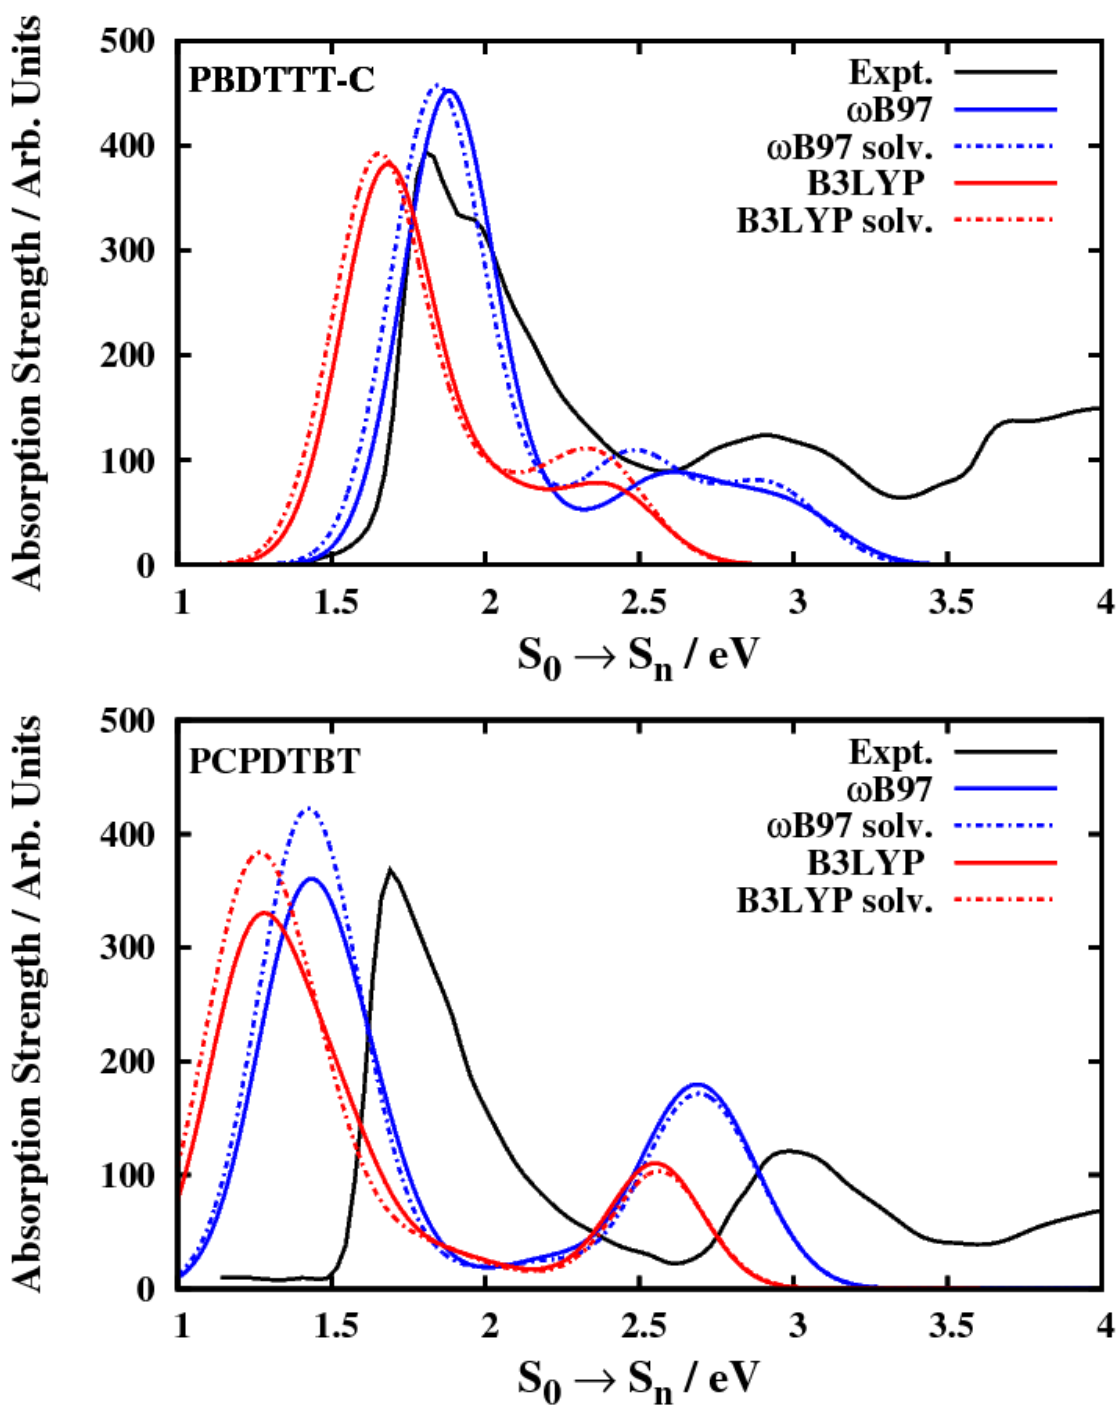 Absorption Strength / Arb. Units
500
400
300
200
100
0
PBDTTT-C
Expt.
ωB97
ωB97 solv.
B3LYP
B3LYP solv.
1 1.5 2 2.5 3 3.5 4
S₀ → Sₙ / eV
Absorption Strength / Arb. Units
500
400
300
200
100
0
PCPDTBT
Expt.
ωB97
ωB97 solv.
B3LYP
B3LYP solv.
1 1.5 2 2.5 3 3.5 4
S₀ → Sₙ / eV